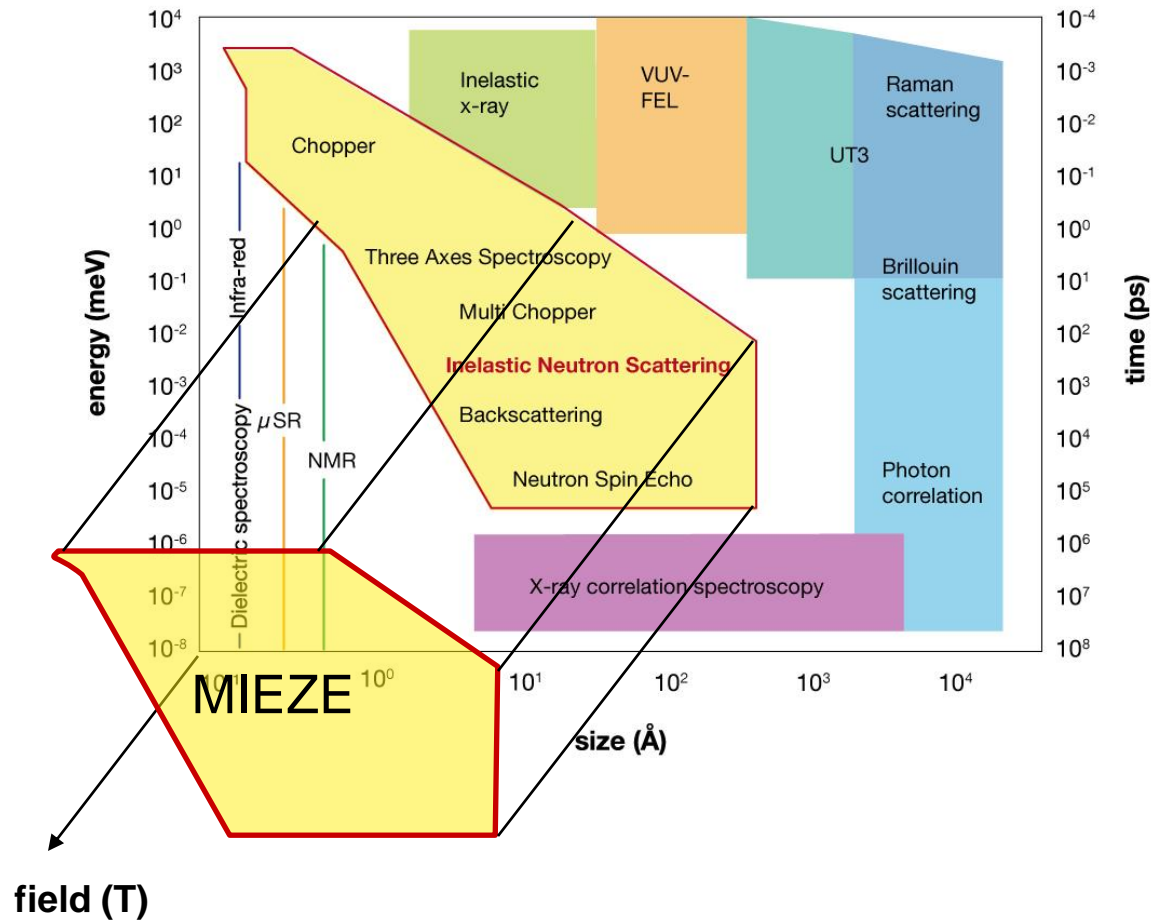 10⁴
10³
10²
10¹
10⁰
10⁻¹
10⁻²
10⁻³
10⁻⁴
10⁻⁵
10⁻⁶
10⁻⁷
10⁻⁸
energy (meV)
Inelastic
x-ray
VUV-
FEL
Raman
scattering
Chopper
UT3
Infra-red
Three Axes Spectroscopy
Brillouin
scattering
Multi Chopper
Inelastic Neutron Scattering
Backscattering
μSR
NMR
Dielectric spectroscopy
Neutron Spin Echo
Photon
correlation
X-ray correlation spectroscopy
10⁻⁴
10⁻³
10⁻²
10⁻¹
10⁰
10¹
10²
10³
10⁴
10⁵
10⁶
10⁷
10⁸
time (ps)
10⁻¹
10⁰
10¹
10²
10³
10⁴
MIEZE
size (Å)
field (T)